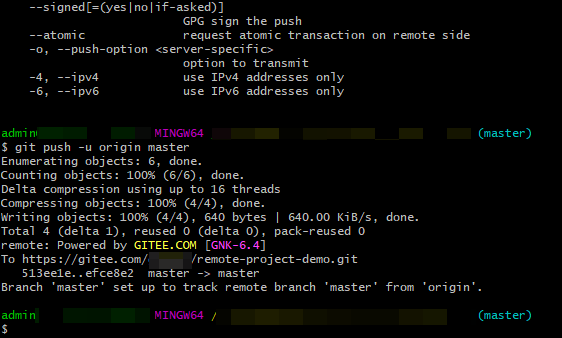 --signed[=(yes|no|if-asked)]
GPG sign the push
--atomic request atomic transaction on remote side
-o, --push-option <server-specific>
option to transmit
-4, --ipv4 use IPv4 addresses only
-6, --ipv6 use IPv6 addresses only
admin MINGW64 (master)
$ git push -u origin master
Enumerating objects: 6, done.
Counting objects: 100% (6/6), done.
Delta compression using up to 16 threads
Compressing objects: 100% (4/4), done.
Writing objects: 100% (4/4), 640 bytes | 640.00 KiB/s, done.
Total 4 (delta 1), reused 0 (delta 0), pack-reused 0
remote: Powered by GITEE.COM [GNK-6.4]
To https://gitee.com/ /remote-project-demo.git
513ee1e..efce8e2 master -> master
Branch 'master' set up to track remote branch 'master' from 'origin'.
admin MINGW64 / (master)
$